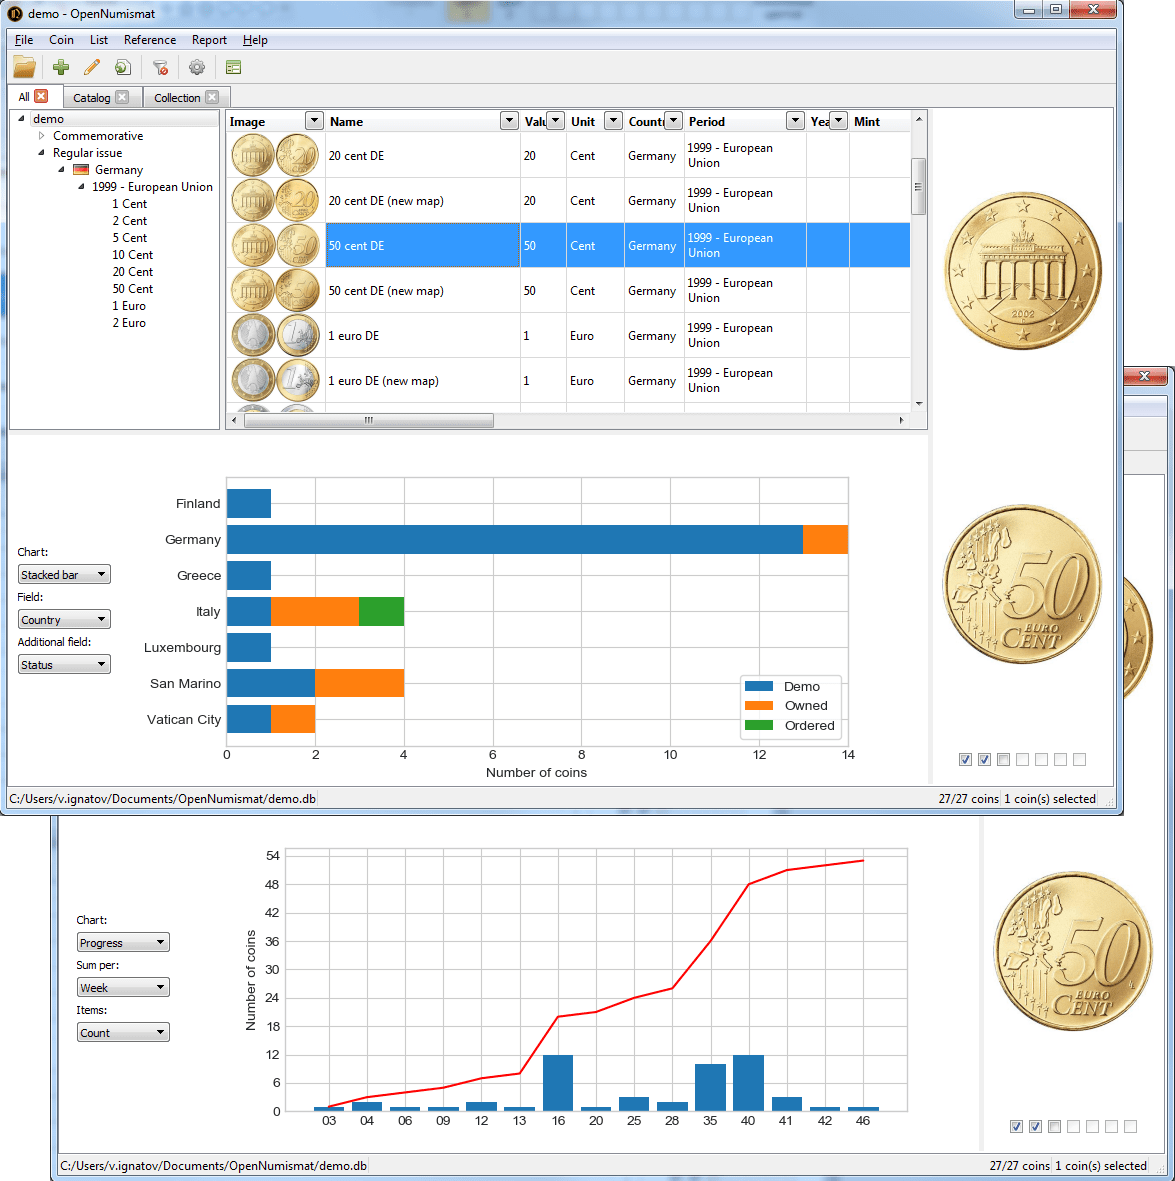 demo - OpenNumismat
File Coin List Reference Report Help
All Catalog Collection
demo
Commemorative
Regular issue
Germany
1999 - European Union
1 Cent
2 Cent
5 Cent
10 Cent
20 Cent
50 Cent
1 Euro
2 Euro
Image Name Valu Unit Countr Period Yea Mint
20 cent DE 20 Cent Germany 1999 - European
Union
20 cent DE (new map) 20 Cent Germany 1999 - European
Union
50 cent DE 50 Cent Germany 1999 - European
Union
50 cent DE (new map) 50 Cent Germany 1999 - European
Union
1 euro DE 1 Euro Germany 1999 - European
Union
1 euro DE (new map) 1 Euro Germany 1999 - European
Union
2002
50
EURO
CENT
Chart:
Stacked bar
Field:
Country
Additional field:
Status
Finland
Germany
Greece
Italy
Luxembourg
San Marino
Vatican City
0 2 4 6 8 10 12 14
Number of coins
Demo
Owned
Ordered
C:/Users/v.ignatov/Documents/OpenNumismat/demo.db 27/27 coins 1 coin(s) selected
Chart:
Progress
Sum per:
Week
Items:
Count
Number of coins
54
48
42
36
30
24
18
12
6
0
03 04 06 09 12 13 16 20 25 28 35 40 41 42 46
50
EURO
CENT
C:/Users/v.ignatov/Documents/OpenNumismat/demo.db 27/27 coins 1 coin(s) selected